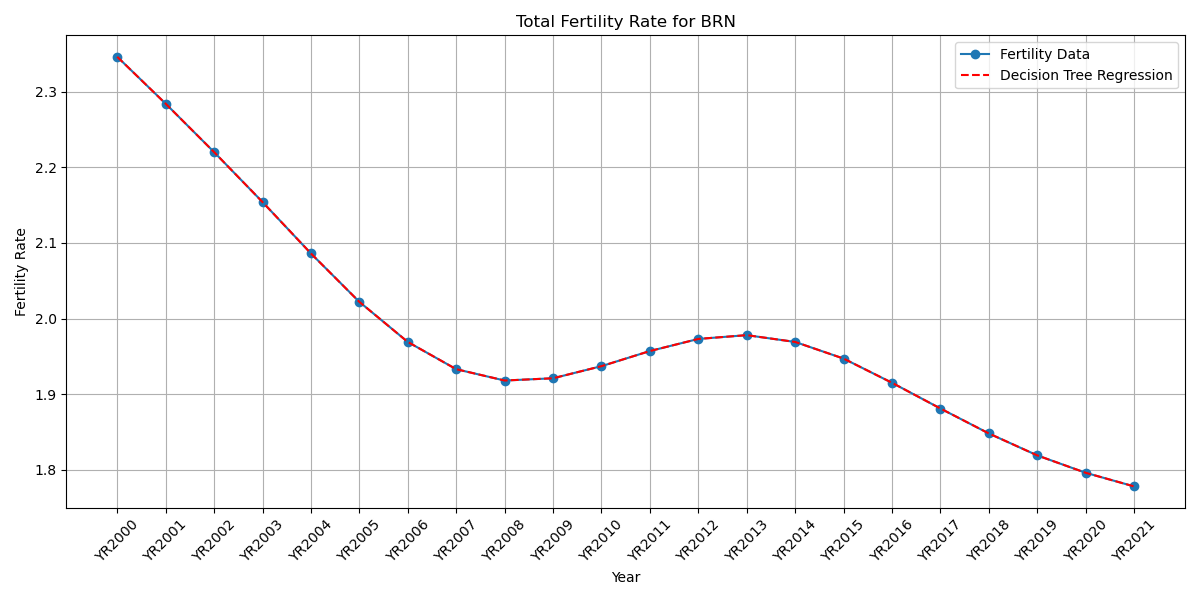 Total Fertility Rate for BRN
Fertility Data
Decision Tree Regression
Fertility Rate
2.3
2.2
2.1
2.0
1.9
1.8
YR2000
YR2001
YR2002
YR2003
YR2004
YR2005
YR2006
YR2007
YR2008
YR2009
YR2010
YR2011
YR2012
YR2013
YR2014
YR2015
YR2016
YR2017
YR2018
YR2019
YR2020
YR2021
Year